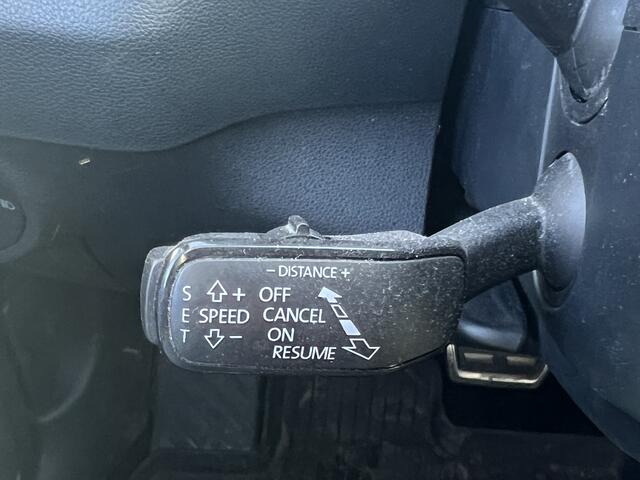 - DISTANCE +
S + OFF
E SPEED CANCEL
T - ON
RESUME